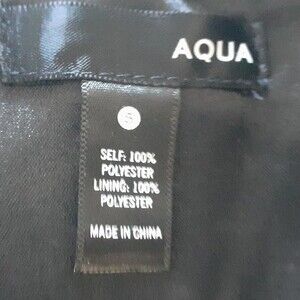 AQUA
S
SELF: 100%
POLYESTER
LINING: 100%
POLYESTER
MADE IN CHINA